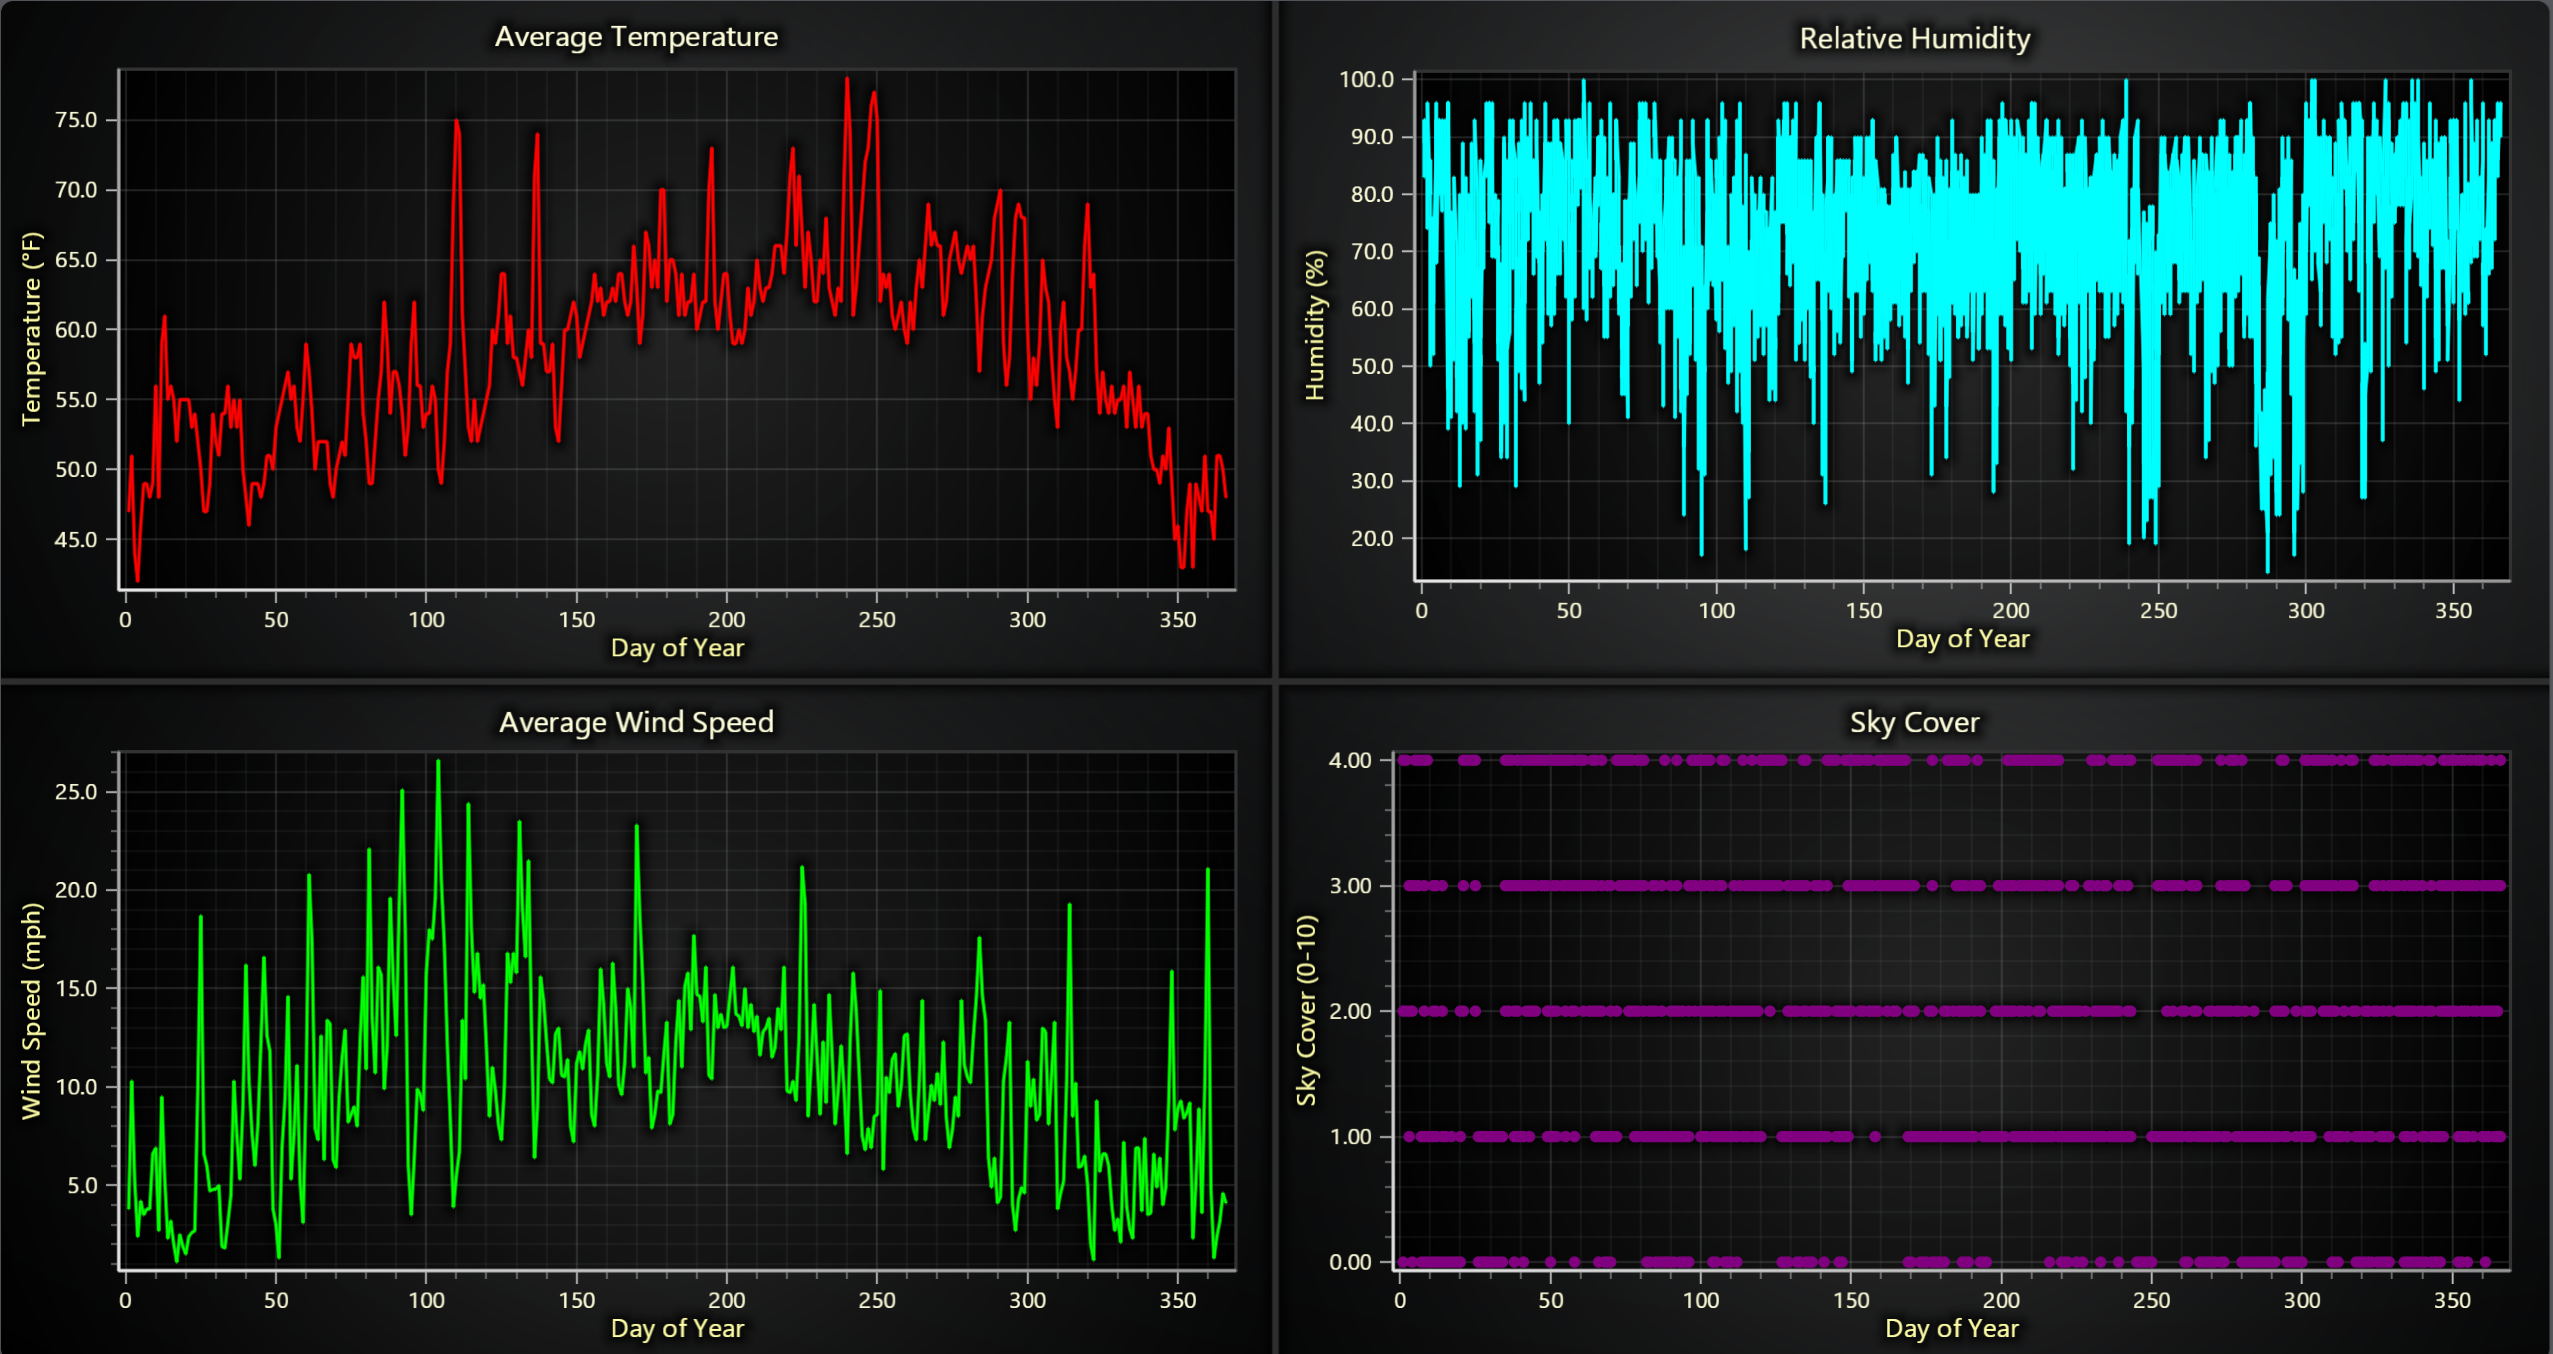 Average Temperature
Temperature (°F)
75.0
70.0
65.0
60.0
55.0
50.0
45.0
0 50 100 150 200 250 300 350
Day of Year
Relative Humidity
Humidity (%)
100.0
90.0
80.0
70.0
60.0
50.0
40.0
30.0
20.0
0 50 100 150 200 250 300 350
Day of Year
Average Wind Speed
Wind Speed (mph)
25.0
20.0
15.0
10.0
5.0
0 50 100 150 200 250 300 350
Day of Year
Sky Cover
Sky Cover (0-10)
4.00
3.00
2.00
1.00
0.00
0 50 100 150 200 250 300 350
Day of Year